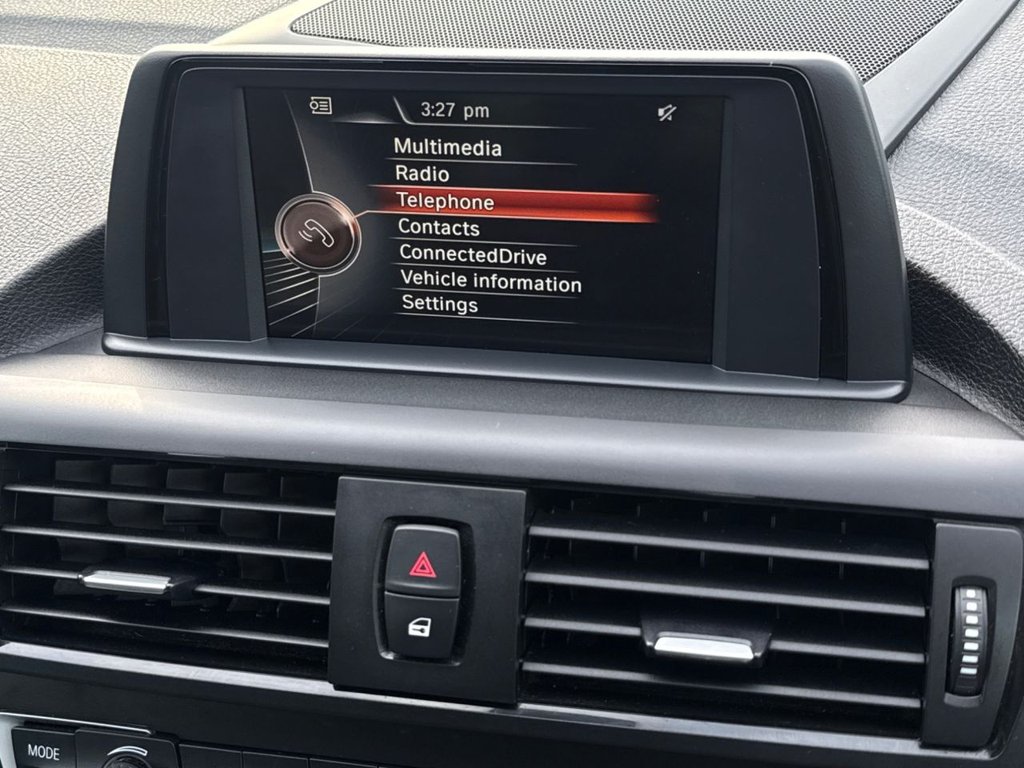 3:27 pm
Multimedia
Radio
Telephone
Contacts
ConnectedDrive
Vehicle information
Settings
MODE